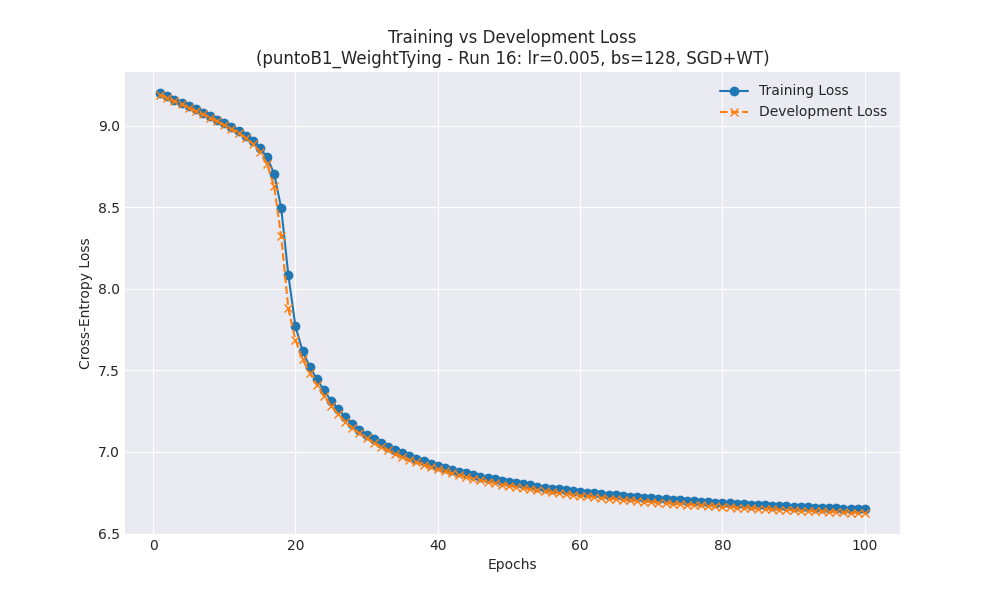 Training vs Development Loss
(puntoB1_WeightTying - Run 16: lr=0.005, bs=128, SGD+WT)
Training Loss
Development Loss
9.0
8.5
8.0
7.5
7.0
6.5
Cross-Entropy Loss
0 20 40 60 80 100
Epochs